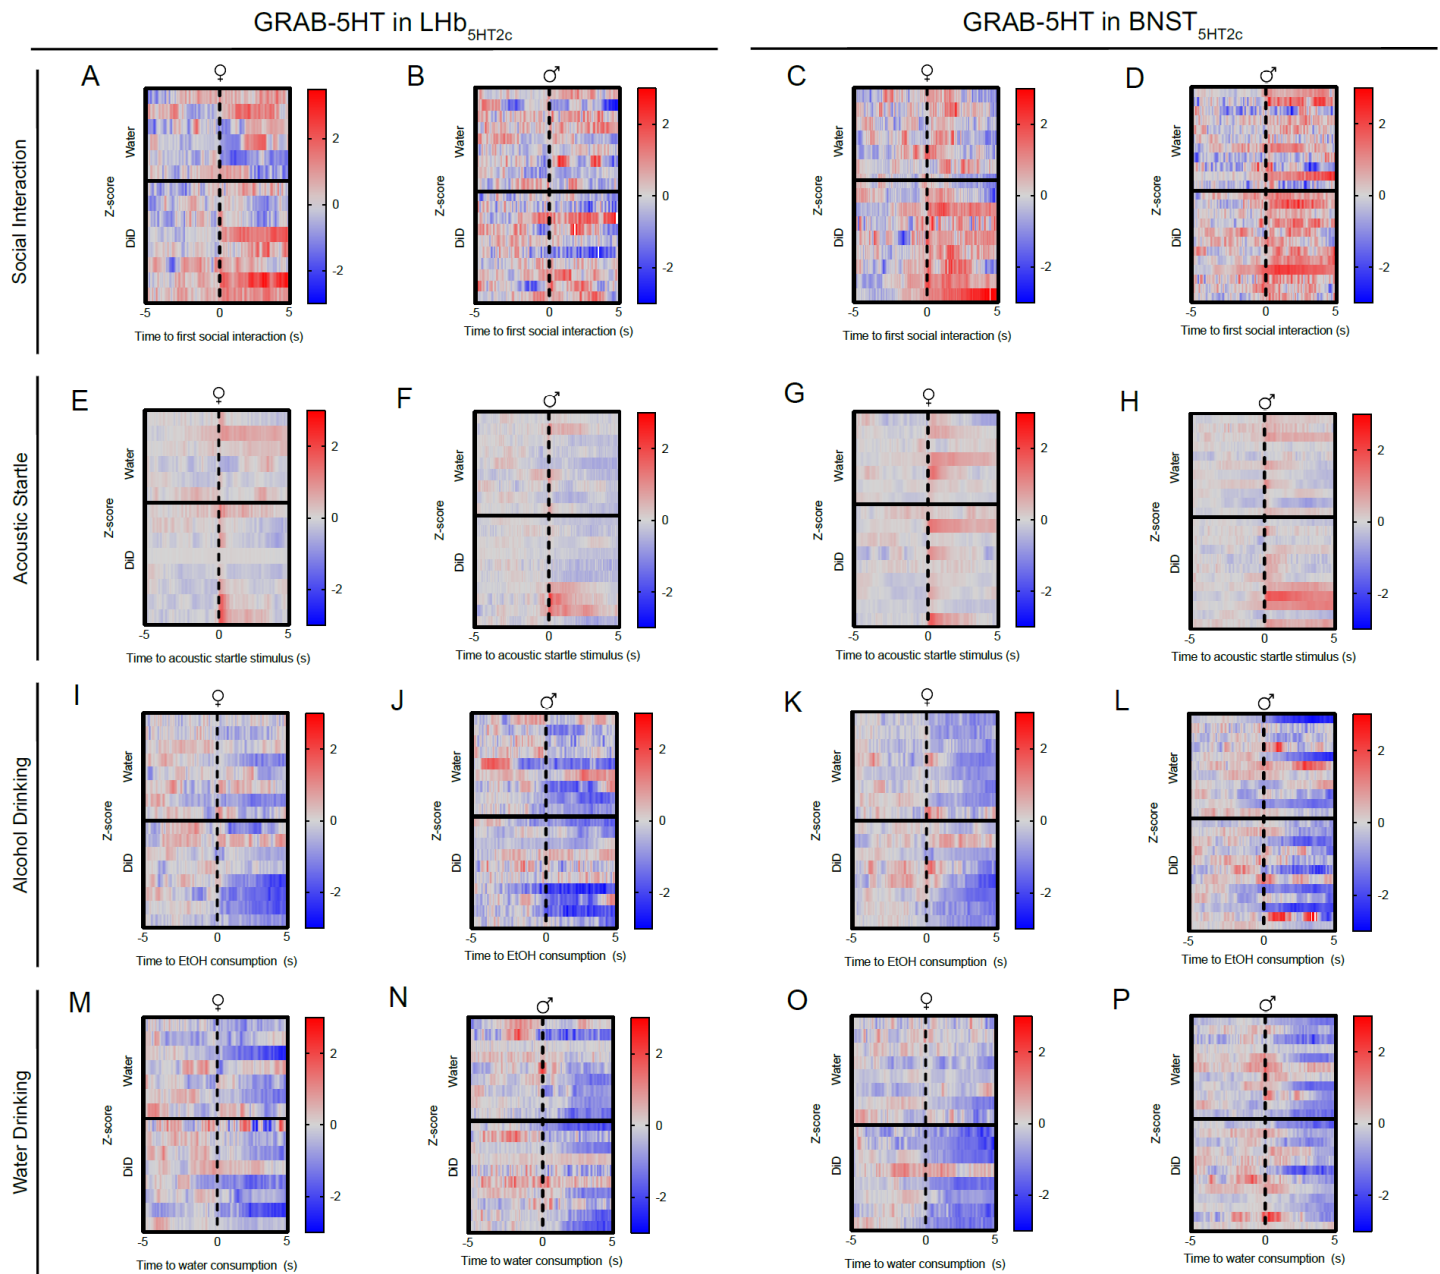 GRAB-5HT in LHb5HT2c
GRAB-5HT in BNST5HT2c
Social Interaction
A
♀
Water
DiD
Z-score
2
0
-2
-5
0
5
Time to first social interaction (s)
B
♂
Water
DiD
Z-score
2
0
-2
-5
0
5
Time to first social interaction (s)
C
♀
Water
DiD
Z-score
2
0
-2
-5
0
5
Time to first social interaction (s)
D
♂
Water
DiD
Z-score
2
0
-2
-5
0
5
Time to first social interaction (s)
Acoustic Startle
E
♀
Water
DiD
Z-score
2
0
-2
-5
5
Time to acoustic startle stimulus (s)
F
♂
Water
DiD
Z-score
2
0
-2
-5
0
5
Time to acoustic startle stimulus (s)
G
♀
Water
DiD
Z-score
2
0
-2
-5
0
5
Time to acoustic startle stimulus (s)
H
♂
Water
DiD
Z-score
2
0
-2
-5
0
5
Time to acoustic startle stimulus (s)
Alcohol Drinking
I
♀
Water
DiD
Z-score
2
0
-2
-5
0
5
Time to EtOH consumption (s)
J
♂
Water
DiD
Z-score
2
0
-2
-5
0
5
Time to EtOH consumption (s)
K
♀
Water
DiD
Z-score
2
0
-2
-5
0
5
Time to EtOH consumption (s)
L
♂
Water
DiD
Z-score
2
0
-2
-5
0
5
Time to EtOH consumption (s)
Water Drinking
M
♀
Water
DiD
Z-score
2
0
-2
-5
0
5
Time to water consumption (s)
N
♂
Water
DiD
Z-score
2
0
-2
-5
0
5
Time to water consumption (s)
O
♀
Water
DiD
Z-score
2
0
-2
-5
0
5
Time to water consumption (s)
P
♂
Water
DiD
Z-score
2
0
-2
-5
0
5
Time to water consumption (s)